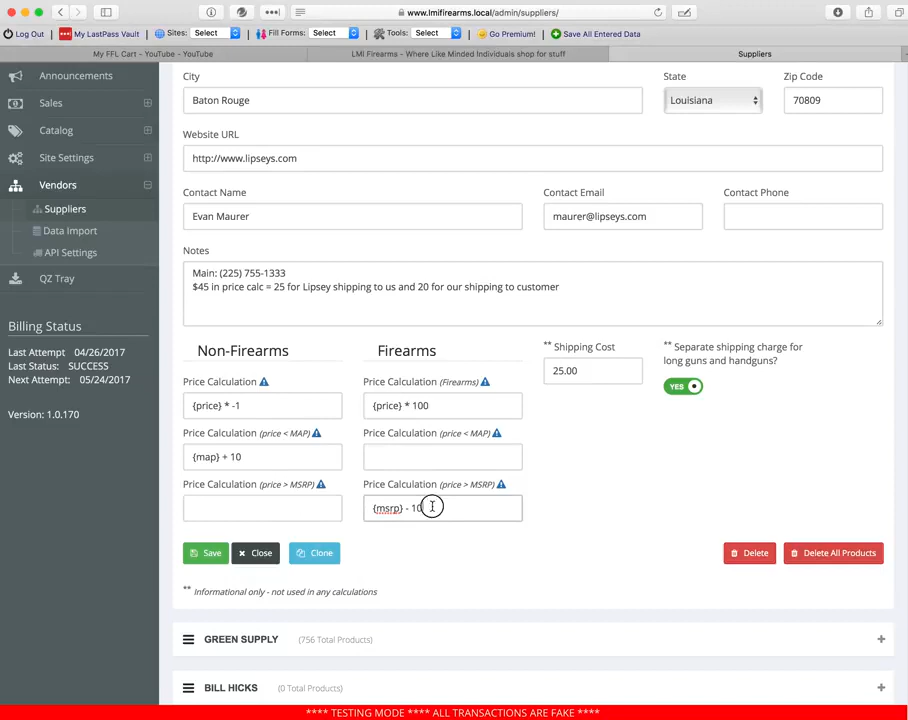 www.lmifirearms.local/admin/suppliers/
Log Out
My LastPass Vault
Sites: Select
Fill Forms: Select
Tools: Select
Go Premium!
Save All Entered Data
My FFL Cart - YouTube - YouTube
LMI Firearms - Where Like Minded Individuals shop for stuff
Suppliers
Announcements
Sales
Catalog
Site Settings
Vendors
Suppliers
Data Import
API Settings
QZ Tray
Billing Status
Last Attempt 04/26/2017
Last Status: SUCCESS
Next Attempt: 05/24/2017
Version: 1.0.170
City
State
Zip Code
Baton Rouge
Louisiana
70809
Website URL
http://www.lipseys.com
Contact Name
Contact Email
Contact Phone
Evan Maurer
maurer@lipseys.com
Notes
Main: (225) 755-1333
$45 in price calc = 25 for Lipsey shipping to us and 20 for our shipping to customer
Non-Firearms
Price Calculation
{price} * -1
Price Calculation (price < MAP)
{map} + 10
Price Calculation (price > MSRP)
Firearms
Price Calculation (Firearms)
{price} * 100
Price Calculation (price < MAP)
Price Calculation (price > MSRP)
{msrp} - 10
** Shipping Cost
25.00
** Separate shipping charge for
long guns and handguns?
YES
Save
Close
Clone
Delete
Delete All Products
** Informational only - not used in any calculations
GREEN SUPPLY (756 Total Products)
BILL HICKS (0 Total Products)
**** TESTING MODE **** ALL TRANSACTIONS ARE FAKE ****